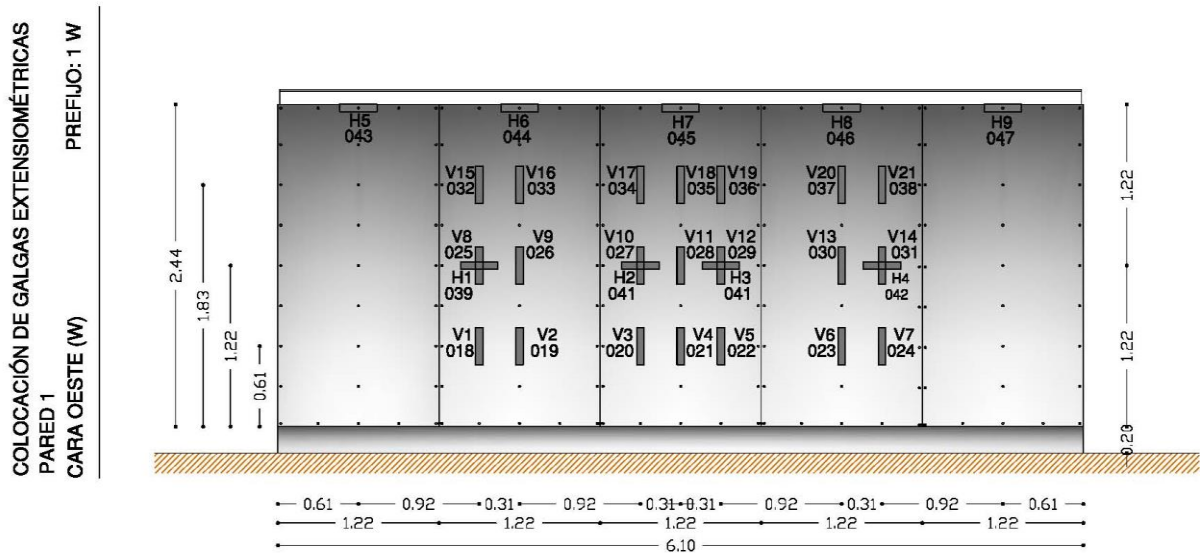 COLOCACIÓN DE GALGAS EXTENSIOMÉTRICAS
PARED 1
CARA OESTE (W)
PREFIJO: 1 W
H5 H6 H7 H8 H9
043 044 045 046 047
V15 V16 V17 V18 V19 V20 V21
032 033 034 035 036 037 038
V8 V9 V10 V11 V12 V13 V14
025 026 027 028 029 030 031
H1 H2 H3 H4
039 041 041 042
V1 V2 V3 V4 V5 V6 V7
018 019 020 021 022 023 024
2.44
1.83
1.22
0.61
1.22
1.22
0.20
0.61 0.92 0.31 0.92 0.31 0.31 0.92 0.31 0.92 0.61
1.22 1.22 1.22 1.22 1.22
6.10